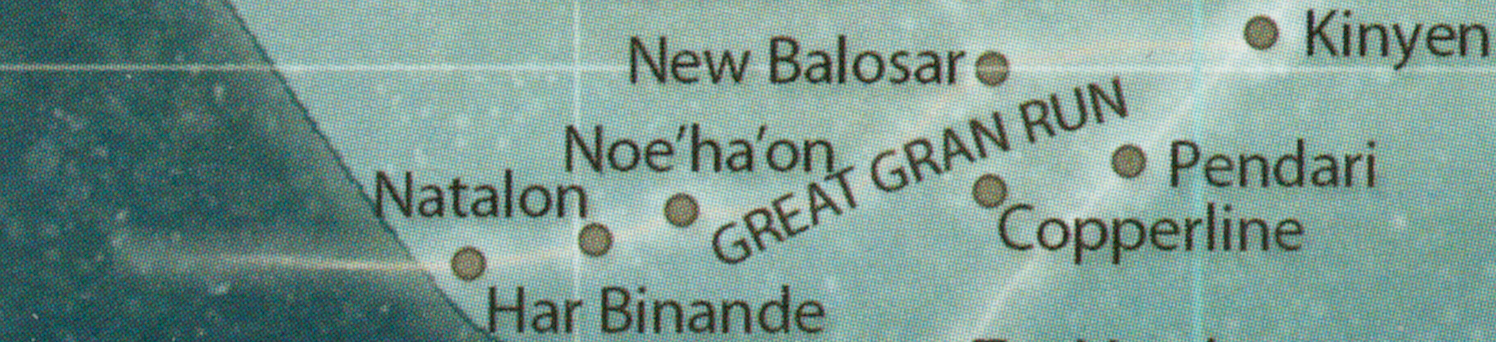 Kinyen
New Balosar
GREAT GRAN RUN
Noe'ha'on
Pendari
Natalon
Copperline
Har Binande